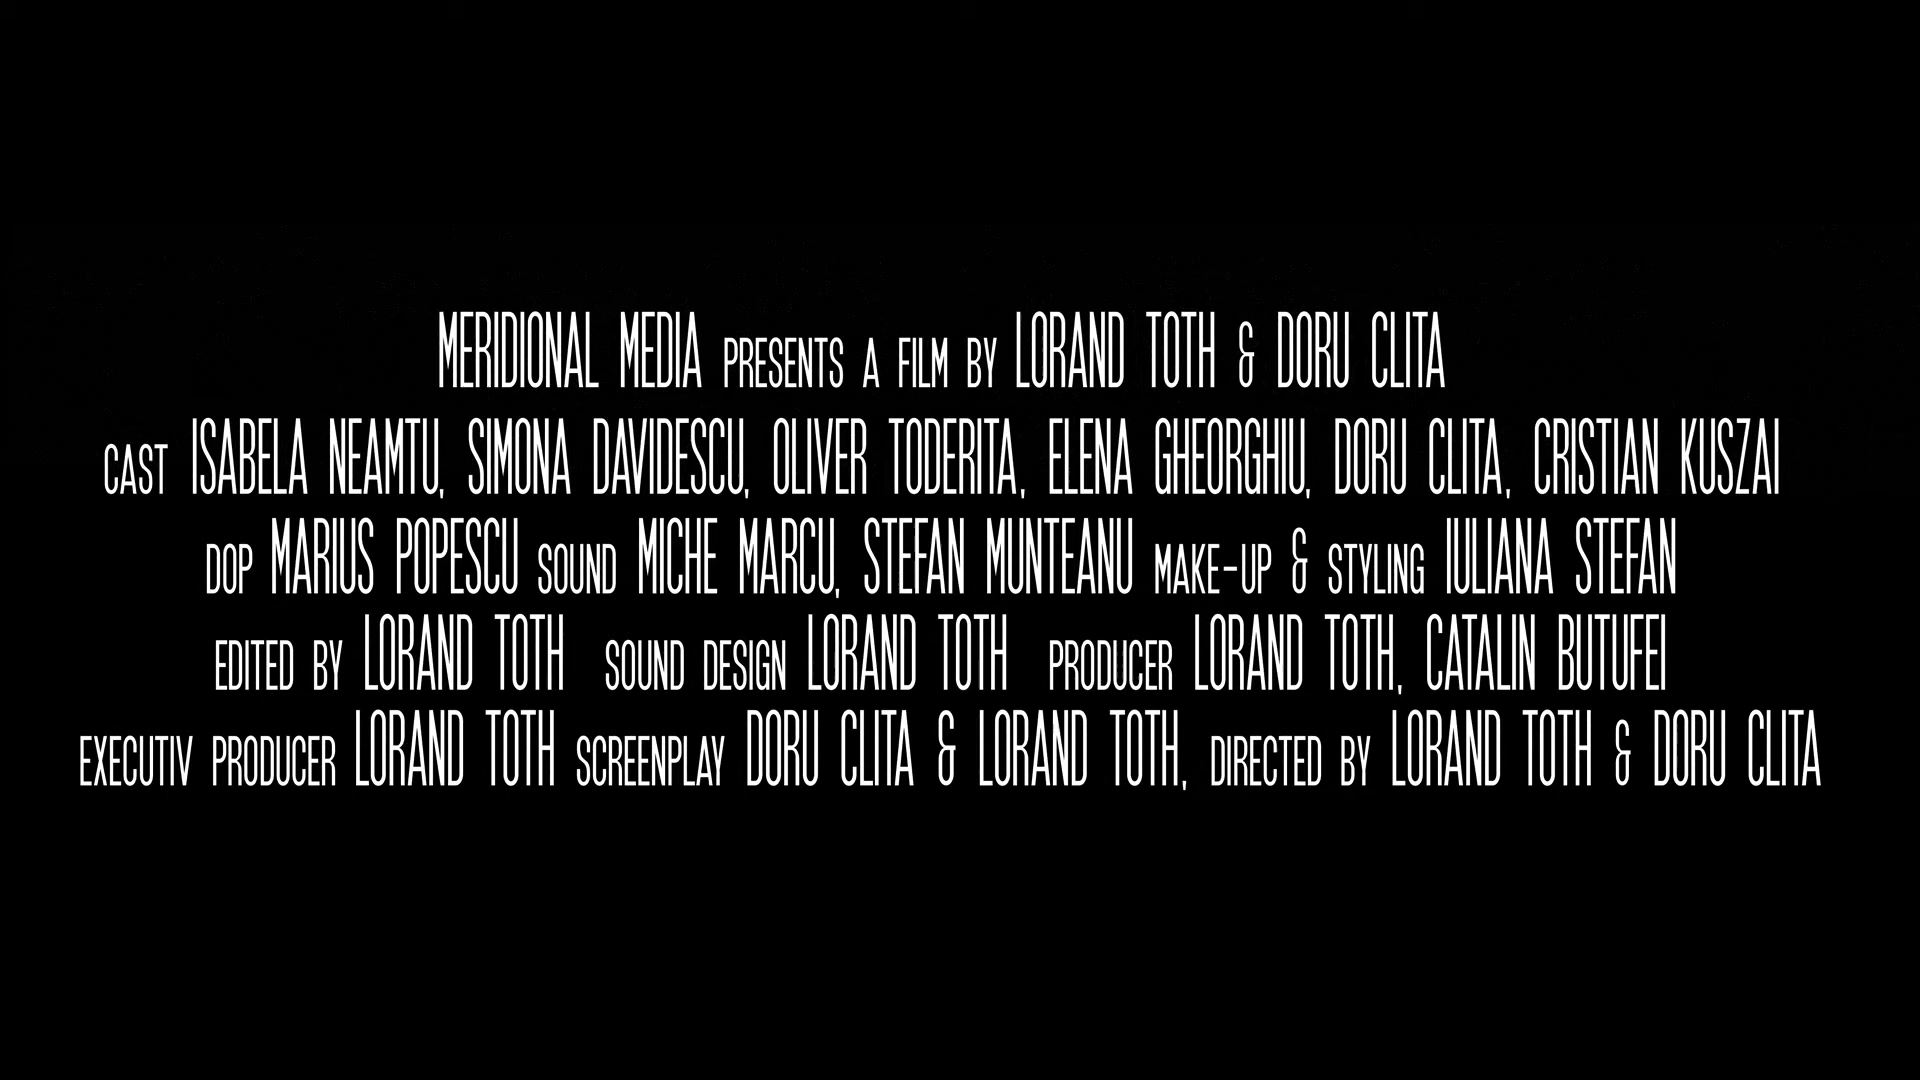 MERIDIONAL MEDIA PRESENTS A FILM BY LORAND TOTH & DORU CLITA
CAST ISABELA NEAMTU, SIMONA DAVIDESCU, OLIVER TODERITA, ELENA GHEORGHIU, DORU CLITA, CRISTIAN KUSZAI
DOP MARIUS POPESCU SOUND MICHE MARCU, STEFAN MUNTEANU MAKE-UP & STYLING IULIANA STEFAN
EDITED BY LORAND TOTH SOUND DESIGN LORAND TOTH PRODUCER LORAND TOTH, CATALIN BUTUFEI
EXECUTIV PRODUCER LORAND TOTH SCREENPLAY DORU CLITA & LORAND TOTH, DIRECTED BY LORAND TOTH & DORU CLITA